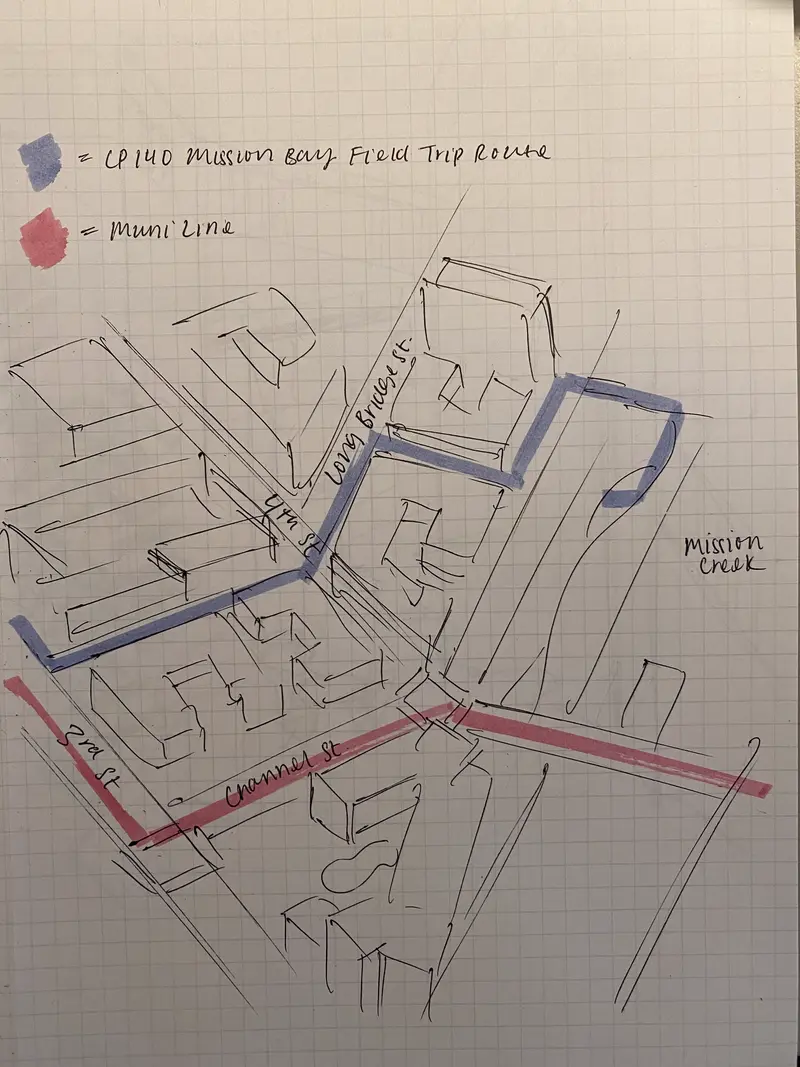 = CP140 Mission Bay Field Trip Route
= Muni Line
Long Bridge St.
4th St
Mission
Creek
3rd St
Channel St.